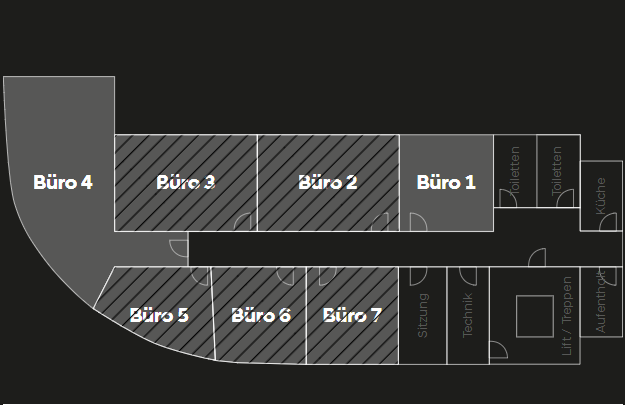 Büro 4
Büro 3
Büro 2
Büro 1
Toiletten
Toiletten
Küche
Büro 5
Büro 6
Büro 7
Sitzung
Technik
Lift / Treppen
Aufenthalt